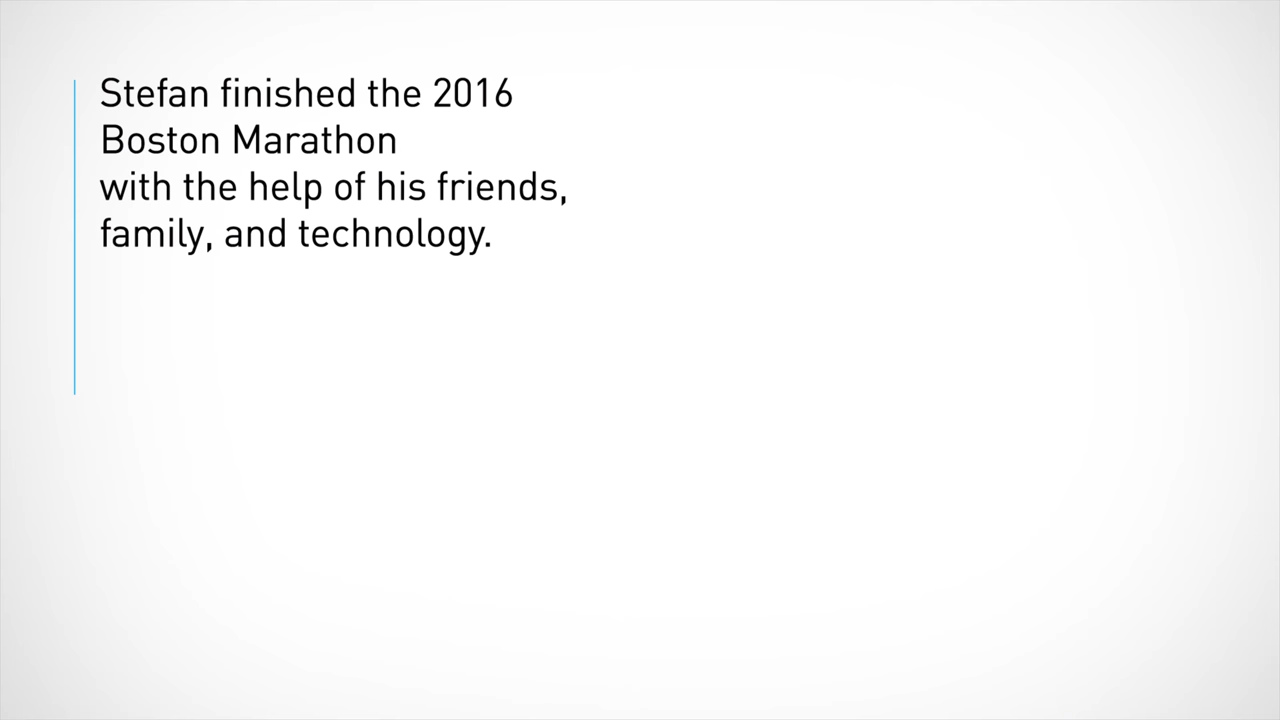 Stefan finished the 2016
Boston Marathon
with the help of his friends,
family, and technology.